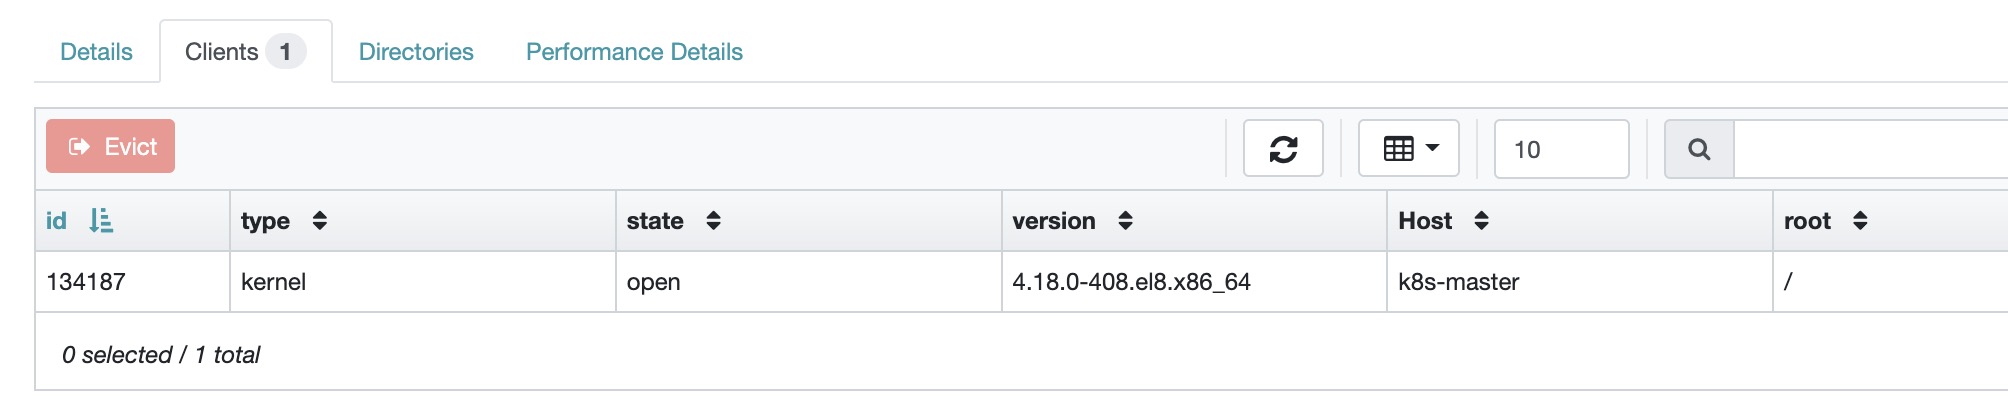 Details Clients 1 Directories Performance Details
Evict 10
id type state version Host root
134187 kernel open 4.18.0-408.el8.x86_64 k8s-master /
0 selected / 1 total